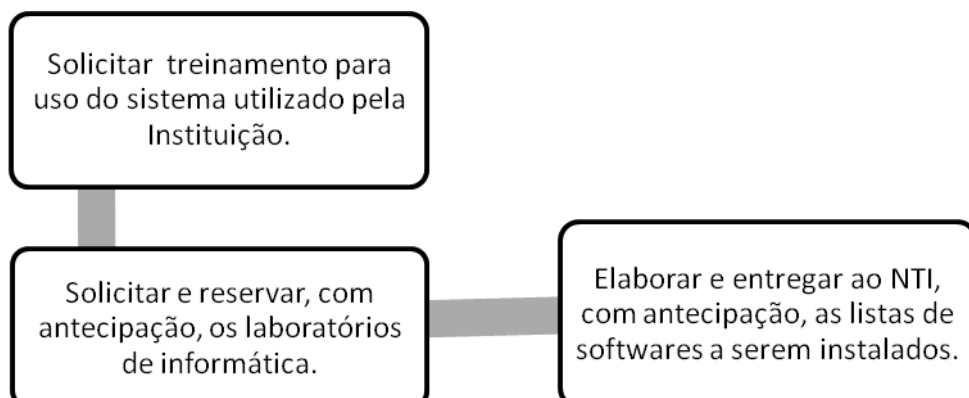 Solicitar treinamento para
uso do sistema utilizado pela
Instituição.
Solicitar e reservar, com
antecipação, os laboratórios
de informática.
Elaborar e entregar ao NTI,
com antecipação, as listas de
softwares a serem instalados.